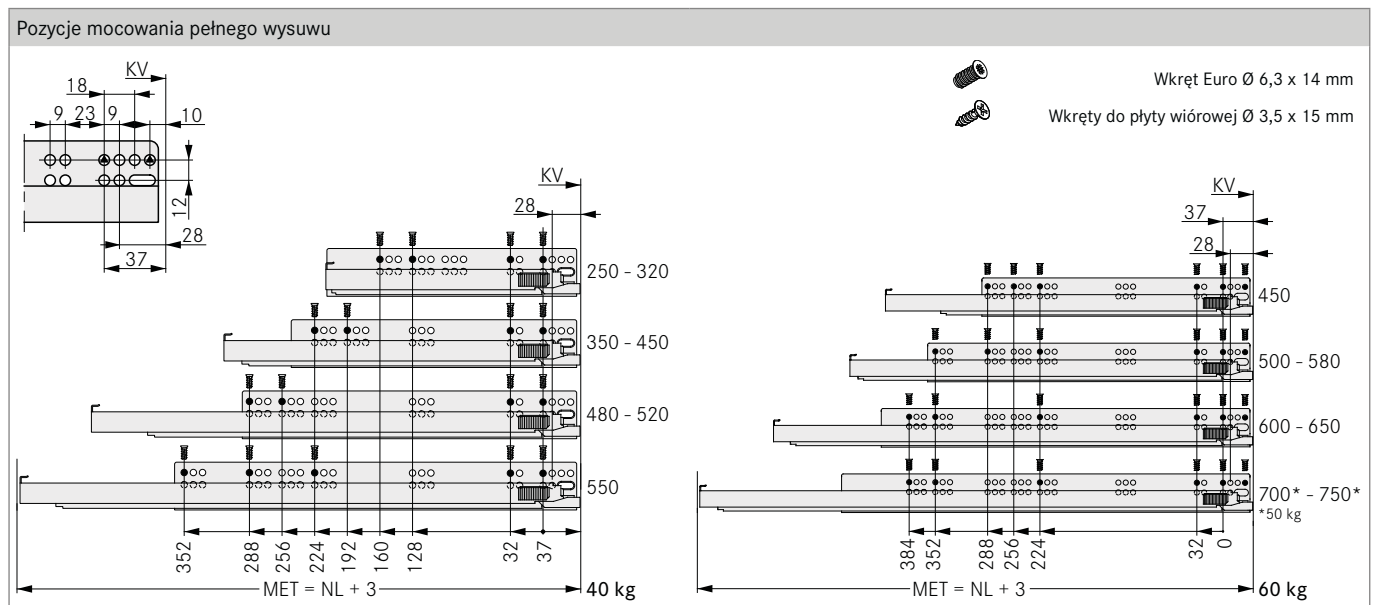 Pozycje mocowania pełnego wysuwu
KV
18
9 23 9 10
12
28
37
Wkręt Euro Ø 6,3 x 14 mm
Wkręty do płyty wiórowej Ø 3,5 x 15 mm
KV
28
250 - 320
350 - 450
480 - 520
550
352 288 256 224 192 160 128 32 37
MET = NL + 3
40 kg
KV
37
28
450
500 - 580
600 - 650
700* - 750*
*50 kg
384 352 288 256 224 32 0
MET = NL + 3
60 kg